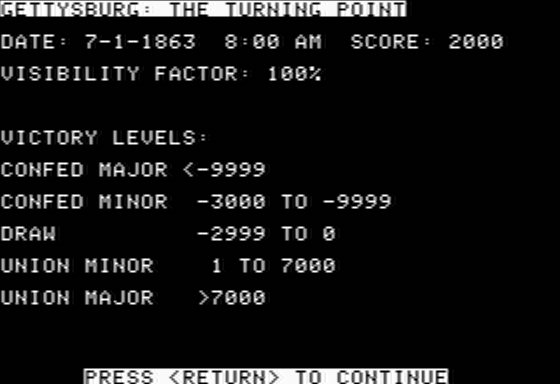 GETTYSBURG: THE TURNING POINT
DATE: 7-1-1863 8:00 AM SCORE: 2000
VISIBILITY FACTOR: 100%
VICTORY LEVELS:
CONFED MAJOR <-9999
CONFED MINOR -3000 TO -9999
DRAW -2999 TO 0
UNION MINOR 1 TO 7000
UNION MAJOR >7000
PRESS <RETURN> TO CONTINUE